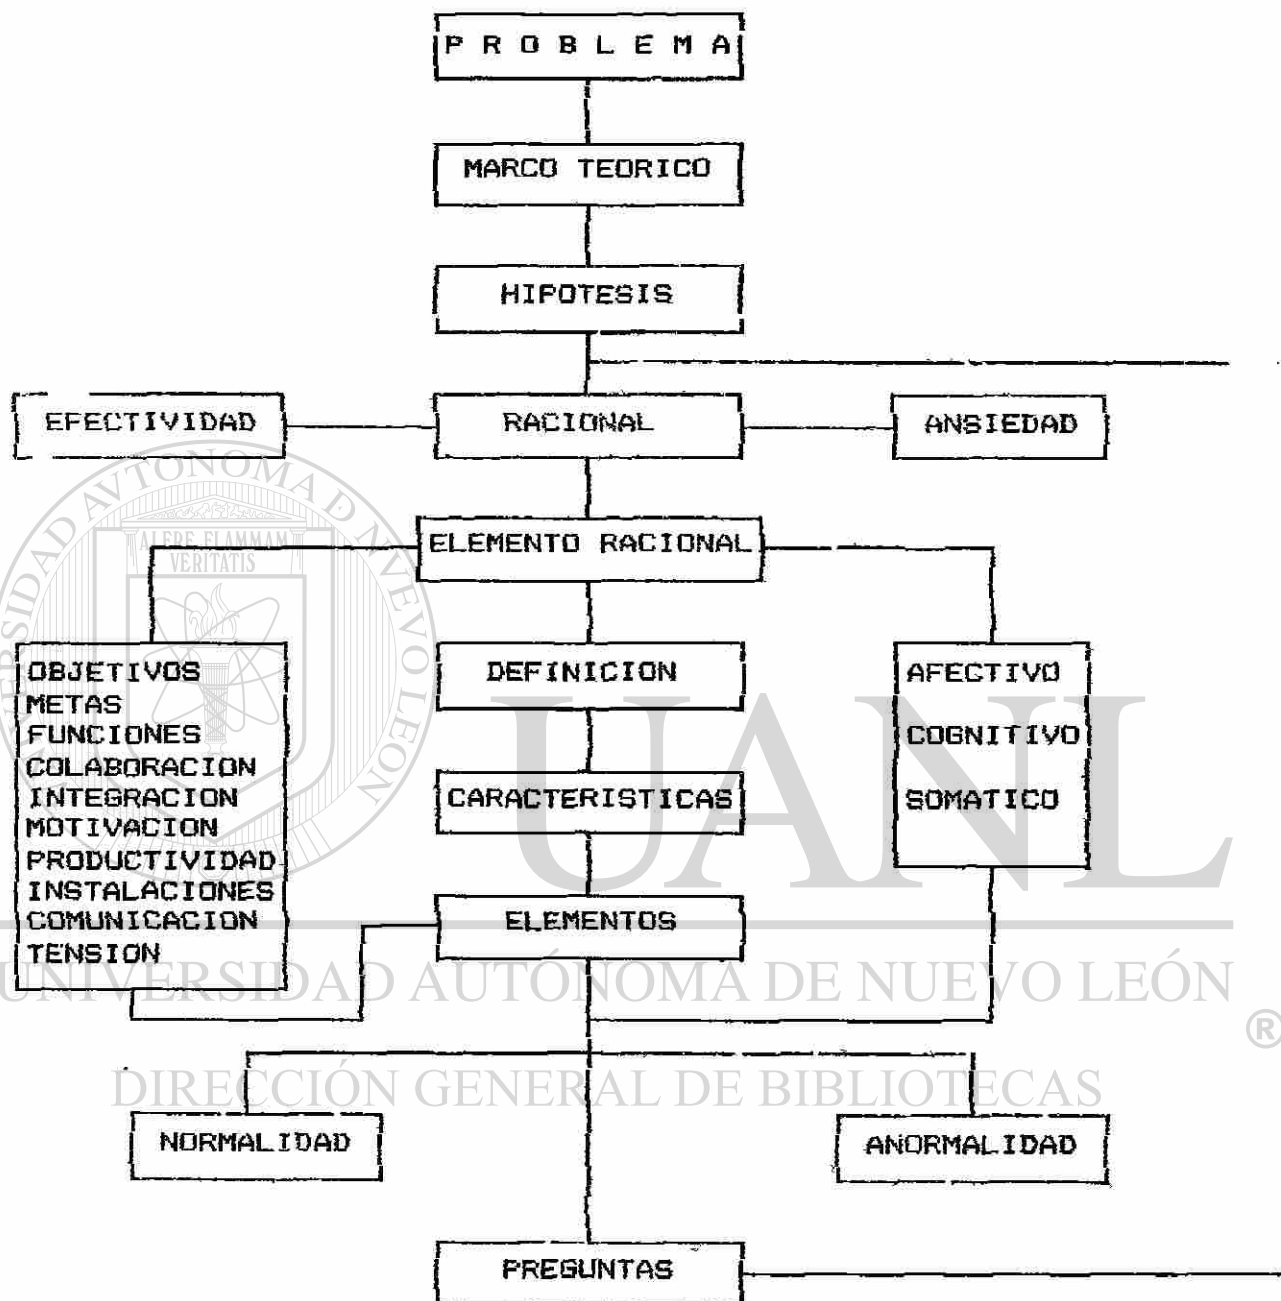 P R O B L E M A
MARCO TEORICO
HIPOTESIS
EFECTIVIDAD
RACIONAL
ANSIEDAD
ELEMENTO RACIONAL
OBJETIVOS
METAS
FUNCIONES
COLABORACION
INTEGRACION
MOTIVACION
PRODUCTIVIDAD
INSTALACIONES
COMUNICACION
TENSION
DEFINICION
CARACTERISTICAS
ELEMENTOS
AFECTIVO
COGNITIVO
SOMATICO
NORMALIDAD
ANORMALIDAD
PREGUNTAS
ALERE FLAMMAM
VERITATIS
UANL
UNIVERSIDAD AUTÓNOMA DE NUEVO LEÓN
®
DIRECCIÓN GENERAL DE BIBLIOTECAS